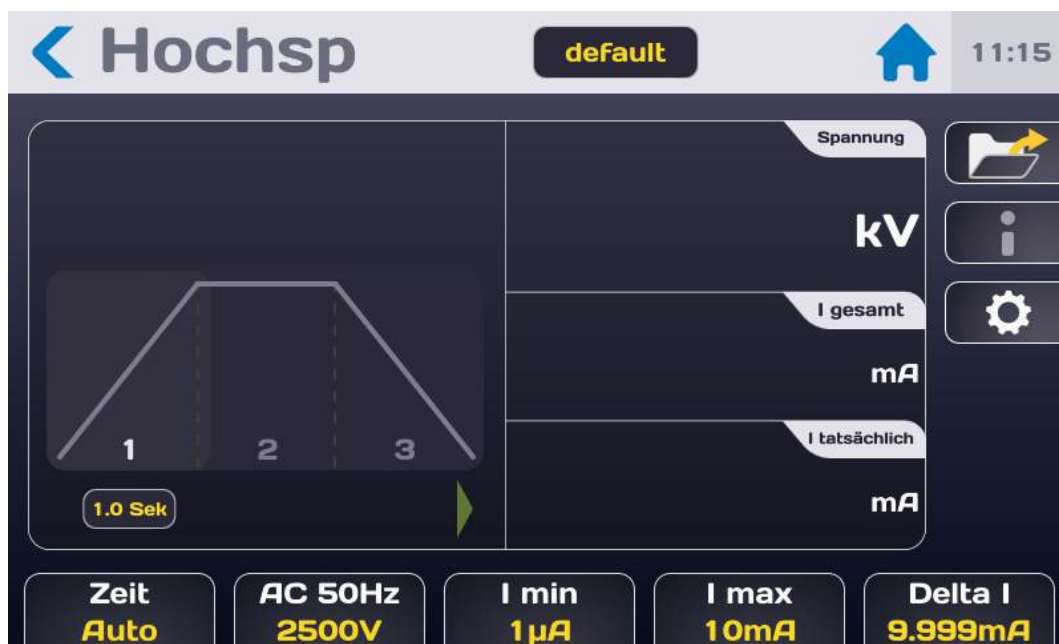 Hochsp default 11:15
Spannung
kV
I gesamt
mA
I tatsächlich
mA
1 2 3
1.0 Sek
Zeit AC 50Hz I min I max Delta I
Auto 2500V 1µA 10mA 9.999mA